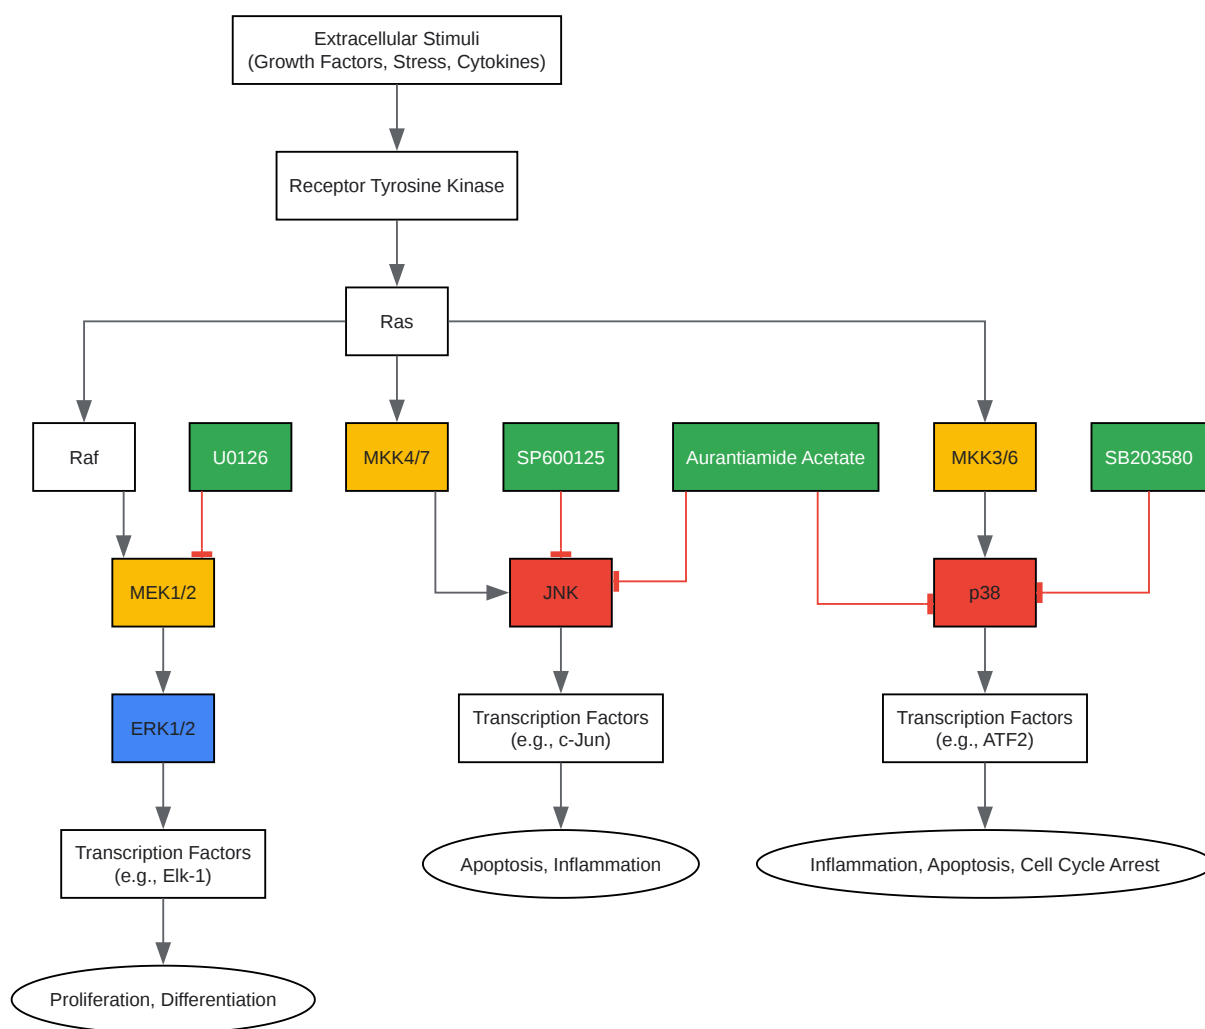 Extracellular Stimuli
(Growth Factors, Stress, Cytokines)
Receptor Tyrosine Kinase
Ras
Raf
U0126
MKK4/7
SP600125
Aurantiamide Acetate
MKK3/6
SB203580
MEK1/2
JNK
p38
ERK1/2
Transcription Factors
(e.g., c-Jun)
Transcription Factors
(e.g., ATF2)
Transcription Factors
(e.g., Elk-1)
Apoptosis, Inflammation
Inflammation, Apoptosis, Cell Cycle Arrest
Proliferation, Differentiation